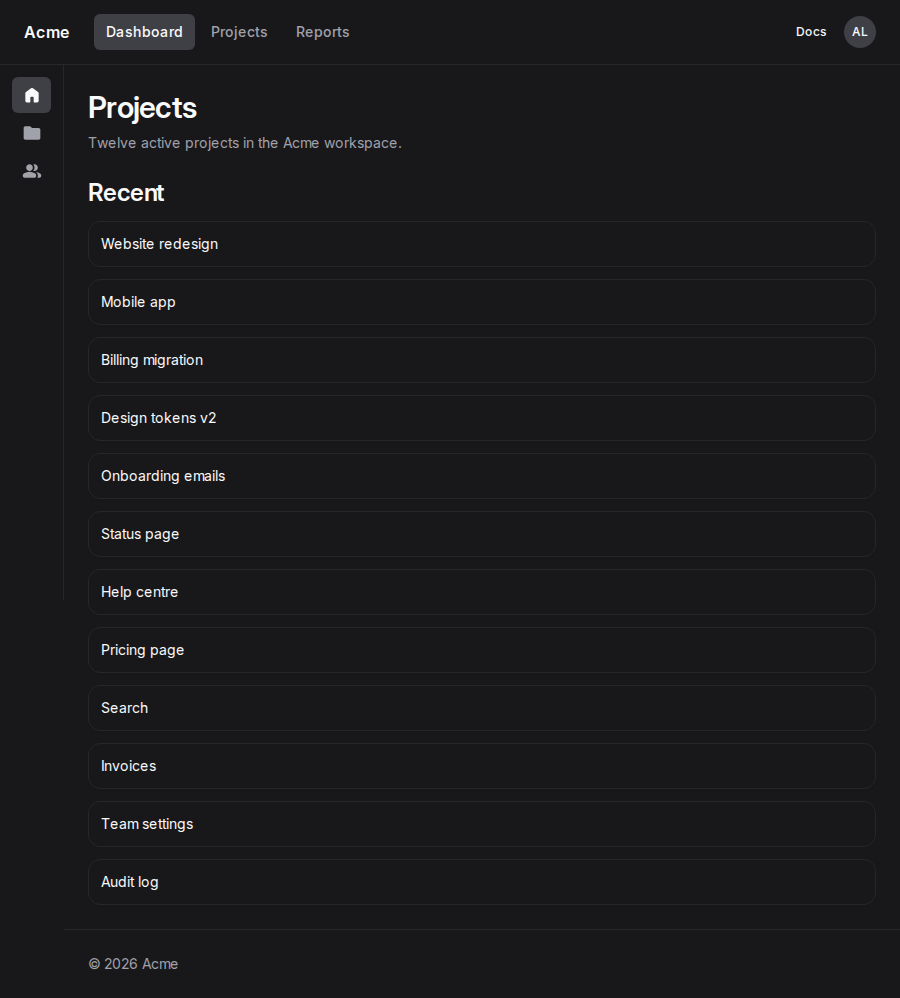 Acme Dashboard Projects Reports Docs AL
Projects
Twelve active projects in the Acme workspace.
Recent
Website redesign
Mobile app
Billing migration
Design tokens v2
Onboarding emails
Status page
Help centre
Pricing page
Search
Invoices
Team settings
Audit log
© 2026 Acme